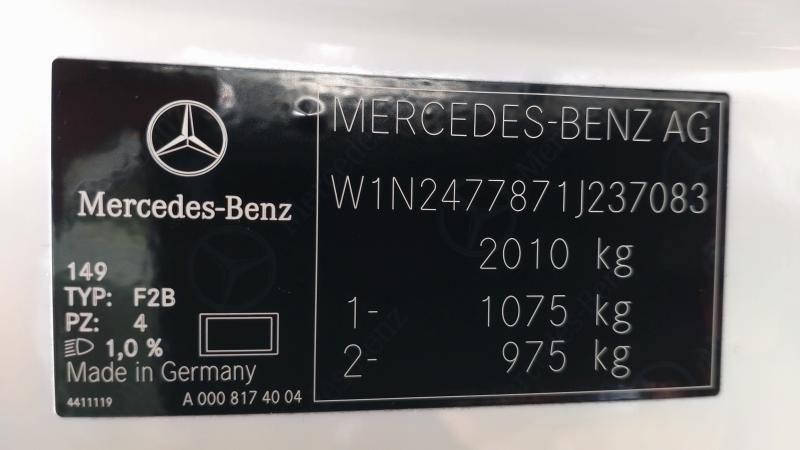 Mercedes-Benz
149
TYP: F2B
PZ: 4
1,0 %
Made in Germany
4411119
A 000 817 40 04
MERCEDES-BENZ AG
W1N2477871J237083
2010 kg
1- 1075 kg
2- 975 kg